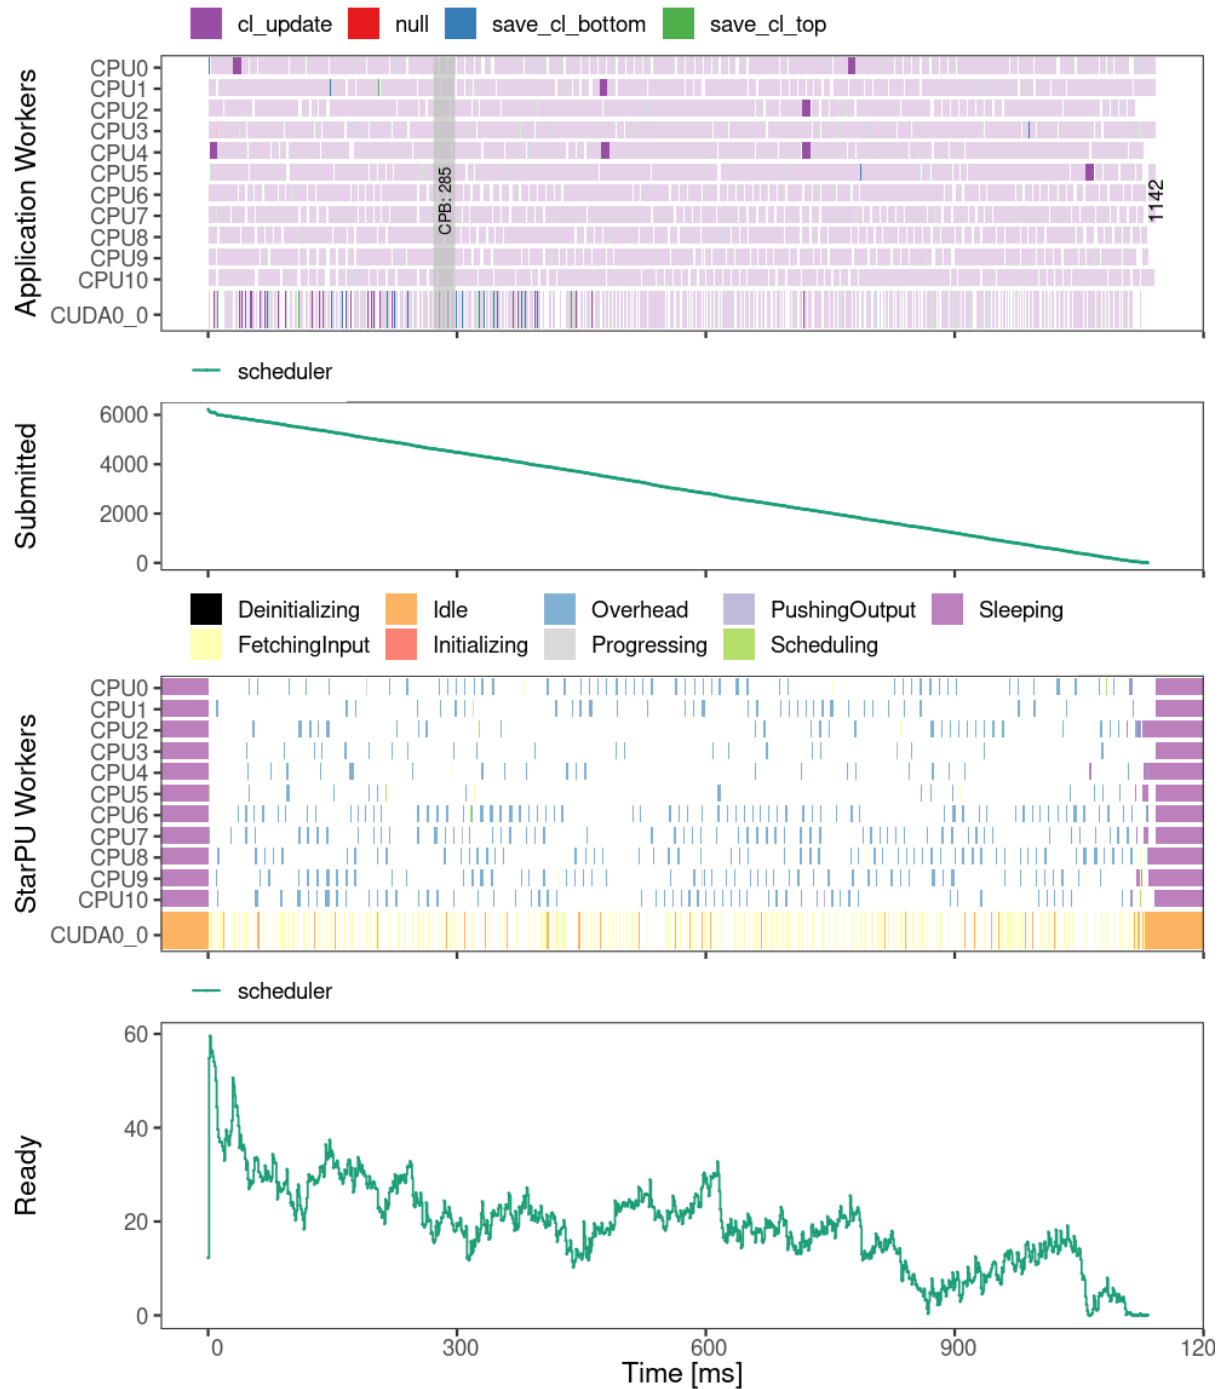 cl_update null save_cl_bottom save_cl_top
Application Workers
CPU0
CPU1
CPU2
CPU3
CPU4
CPU5
CPU6
CPU7
CPU8
CPU9
CPU10
CUDA0_0
CPB: 285
1142
scheduler
Submitted
6000
4000
2000
0
Deinitializing Idle Overhead PushingOutput Sleeping
FetchingInput Initializing Progressing Scheduling
StarPU Workers
CPU0
CPU1
CPU2
CPU3
CPU4
CPU5
CPU6
CPU7
CPU8
CPU9
CPU10
CUDA0_0
scheduler
Ready
60
40
20
0
0 300 600 900 120
Time [ms]